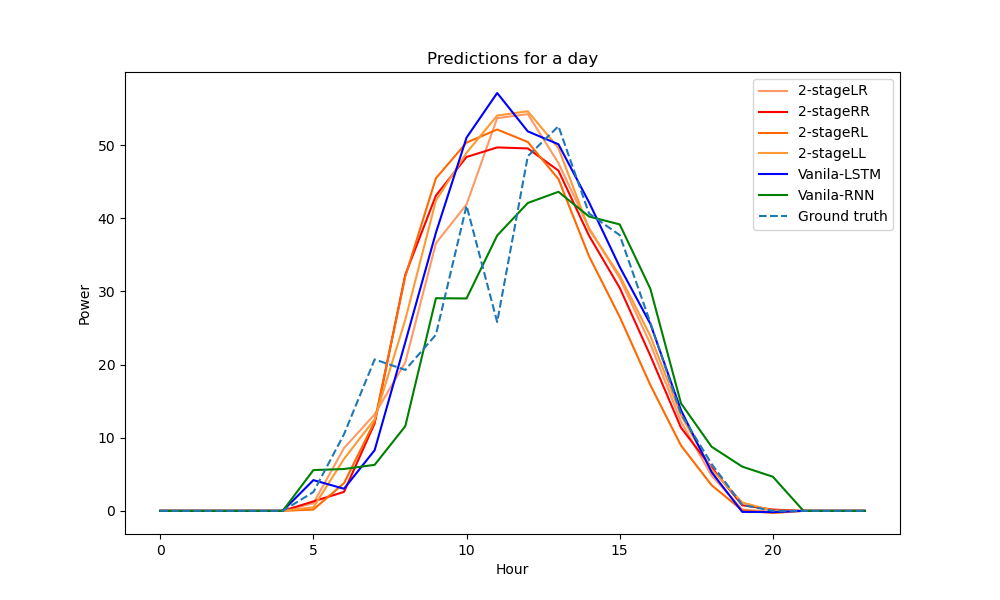 Predictions for a day
2-stageLR
2-stageRR
2-stageRL
2-stageLL
Vanila-LSTM
Vanila-RNN
Ground truth
Power
50
40
30
20
10
0
0 5 10 15 20
Hour